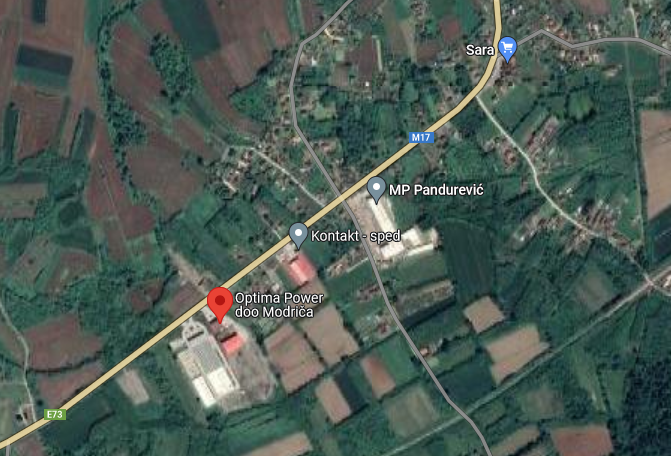 Sara
M17
MP Pandurević
Kontakt - sped
Optima Power
doo Modriča
E73